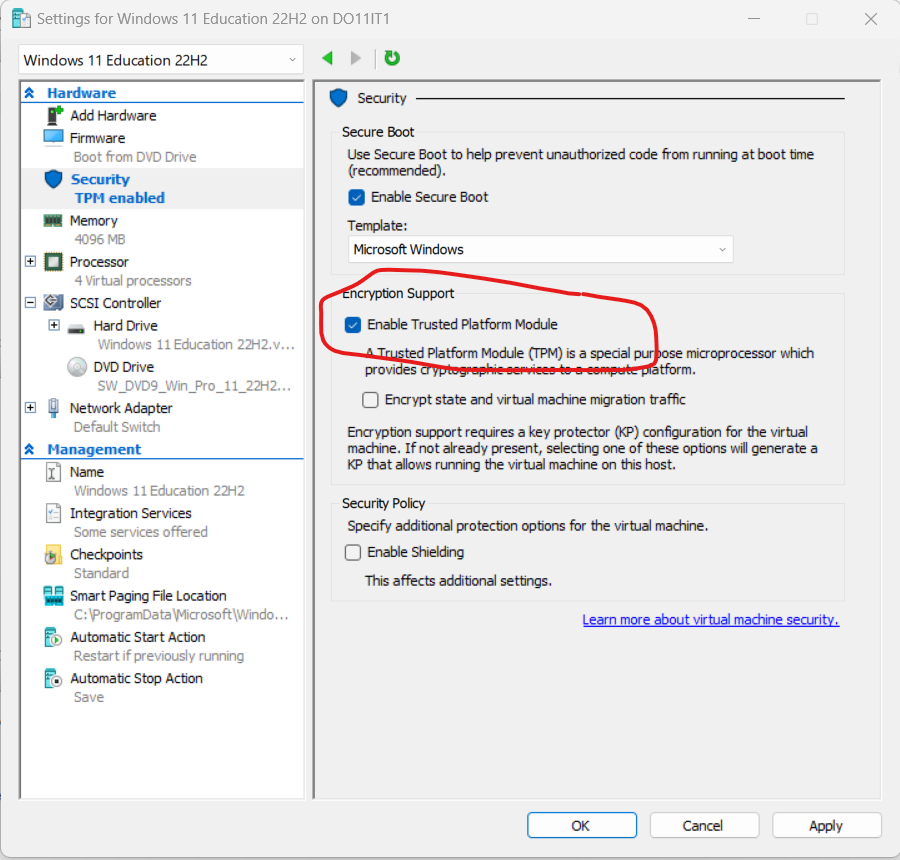 Settings for Windows 11 Education 22H2 on DO11IT1
Windows 11 Education 22H2
Hardware
Add Hardware
Firmware
Boot from DVD Drive
Security
TPM enabled
Memory
4096 MB
Processor
4 Virtual processors
SCSI Controller
Hard Drive
Windows 11 Education 22H2.v...
DVD Drive
SW_DVD9_Win_Pro_11_22H2...
Network Adapter
Default Switch
Management
Name
Windows 11 Education 22H2
Integration Services
Some services offered
Checkpoints
Standard
Smart Paging File Location
C:\ProgramData\Microsoft\Windo...
Automatic Start Action
Restart if previously running
Automatic Stop Action
Save
Security
Secure Boot
Use Secure Boot to help prevent unauthorized code from running at boot time
(recommended).
Enable Secure Boot
Template:
Microsoft Windows
Encryption Support
Enable Trusted Platform Module
A Trusted Platform Module (TPM) is a special purpose microprocessor which
provides cryptographic services to a compute platform.
Encrypt state and virtual machine migration traffic
Encryption support requires a key protector (KP) configuration for the virtual
machine. If not already present, selecting one of these options will generate a
KP that allows running the virtual machine on this host.
Security Policy
Specify additional protection options for the virtual machine.
Enable Shielding
This affects additional settings.
Learn more about virtual machine security.
OK
Cancel
Apply